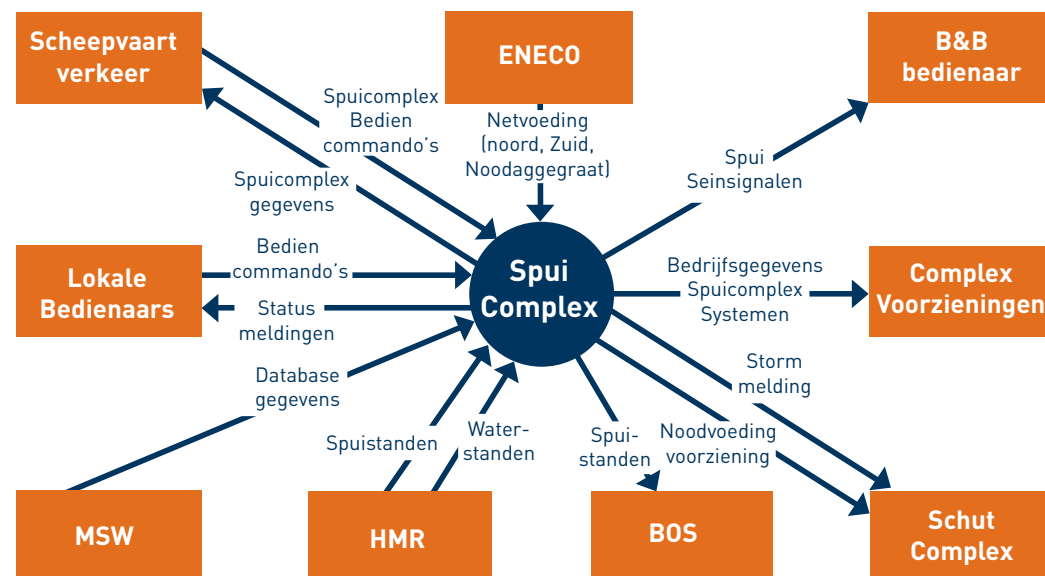 Scheepvaart
verkeer
ENECO
B&B
bedienaar
Spuicomplex
Bedien
commando's
Netvoeding
(noord, Zuid,
Noodaggegraat)
Spui
Seinsignalen
Spuicomplex
gegevens
Lokale
Bedienaars
Bedien
commando's
Status
meldingen
Spui
Complex
Bedrijfsgegevens
Spuicomplex
Systemen
Complex
Voorzieningen
Database
gegevens
Storm
melding
Spuistanden
Water-
standen
Spui-
standen
Noodvoeding
voorziening
MSW
HMR
BOS
Schut
Complex